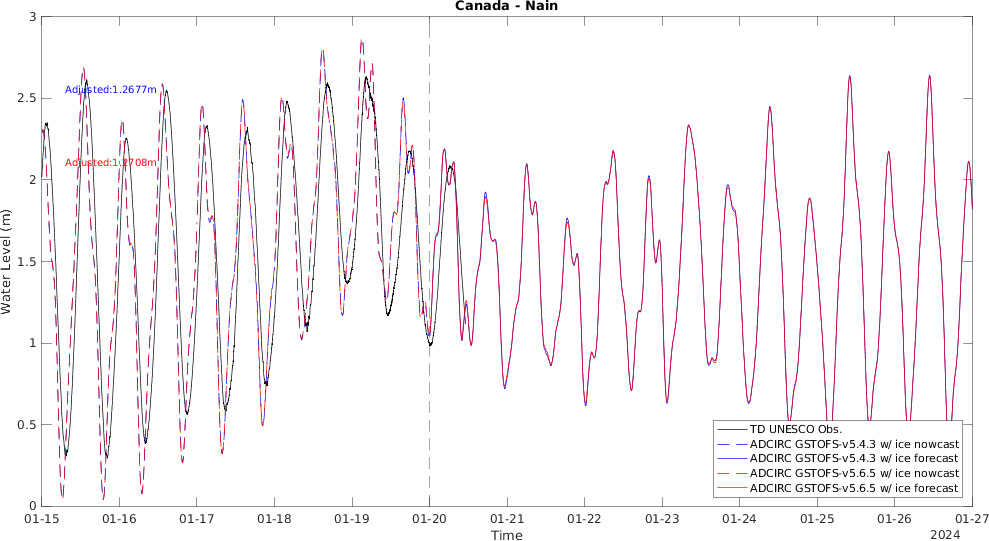 Canada - Nain
3
2.5
2
1.5
1
0.5
0
Water Level (m)
Adjusted:1.2677m
Adjusted:1.2708m
TD UNESCO Obs.
ADCIRC GSTOFS-v5.4.3 w/ ice nowcast
ADCIRC GSTOFS-v5.4.3 w/ ice forecast
ADCIRC GSTOFS-v5.6.5 w/ ice nowcast
ADCIRC GSTOFS-v5.6.5 w/ ice forecast
01-15 01-16 01-17 01-18 01-19 01-20 01-21 01-22 01-23 01-24 01-25 01-26 01-27
Time
2024